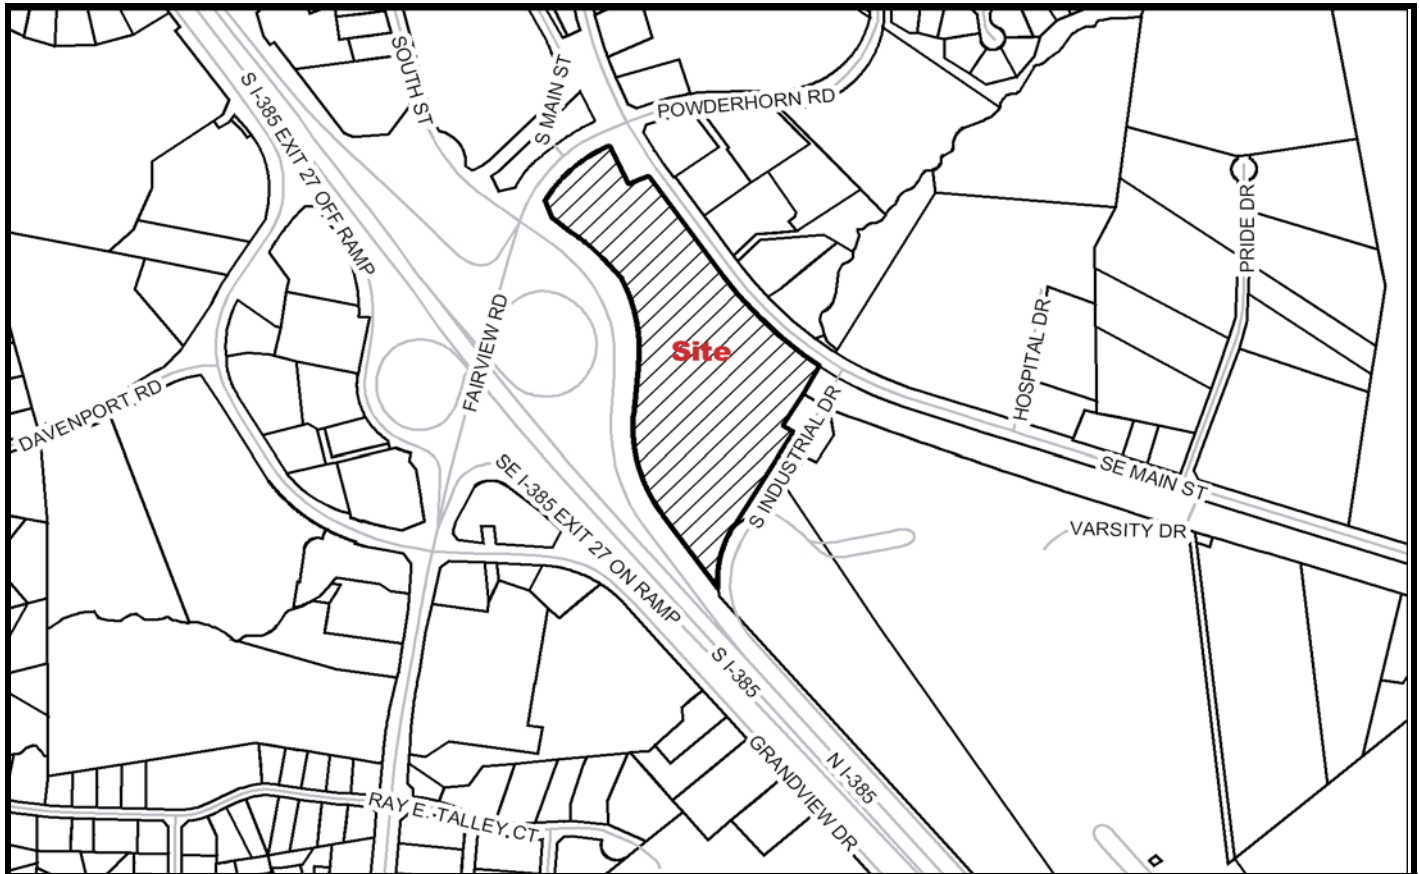 SOUTH ST
S MAIN ST
POWDERHORN RD
S I-385 EXIT 27 OFF RAMP
PRIDE DR
FAIRVIEW RD
Site
HOSPITAL DR
E DAVENPORT RD
S INDUSTRIAL DR
SE MAIN ST
SE I-385 EXIT 27 ON RAMP
VARSITY DR
S I-385
N I-385
GRANDVIEW DR
RAY E. TALLEY CT